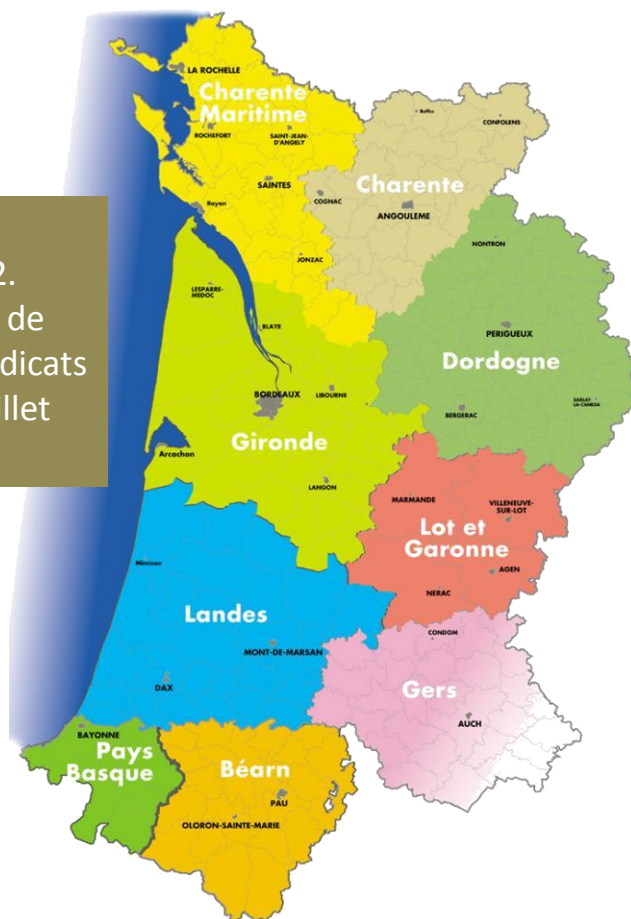 LA ROCHELLE
Charente
Maritime
ROCHEFORT
SAINT-JEAN-
D'ANGELY
SAINTES
Royan
JONZAC
Ruffec
CONFOLENS
Charente
COGNAC
ANGOULEME
2.
de
dicats
illet
LESPARRE-
MEDOC
BLAYE
BORDEAUX
LIBOURNE
Gironde
Arcachon
LANGON
NONTRON
PERIGUEUX
Dordogne
BERGERAC
SARLAT-
LA-CANEDA
MARMANDE
VILLENEUVE-
SUR-LOT
Lot et
Garonne
AGEN
NERAC
Mimizan
Landes
MONT-DE-MARSAN
DAX
CONDOM
Gers
AUCH
BAYONNE
Pays
Basque
Béarn
PAU
OLORON-SAINTE-MARIE